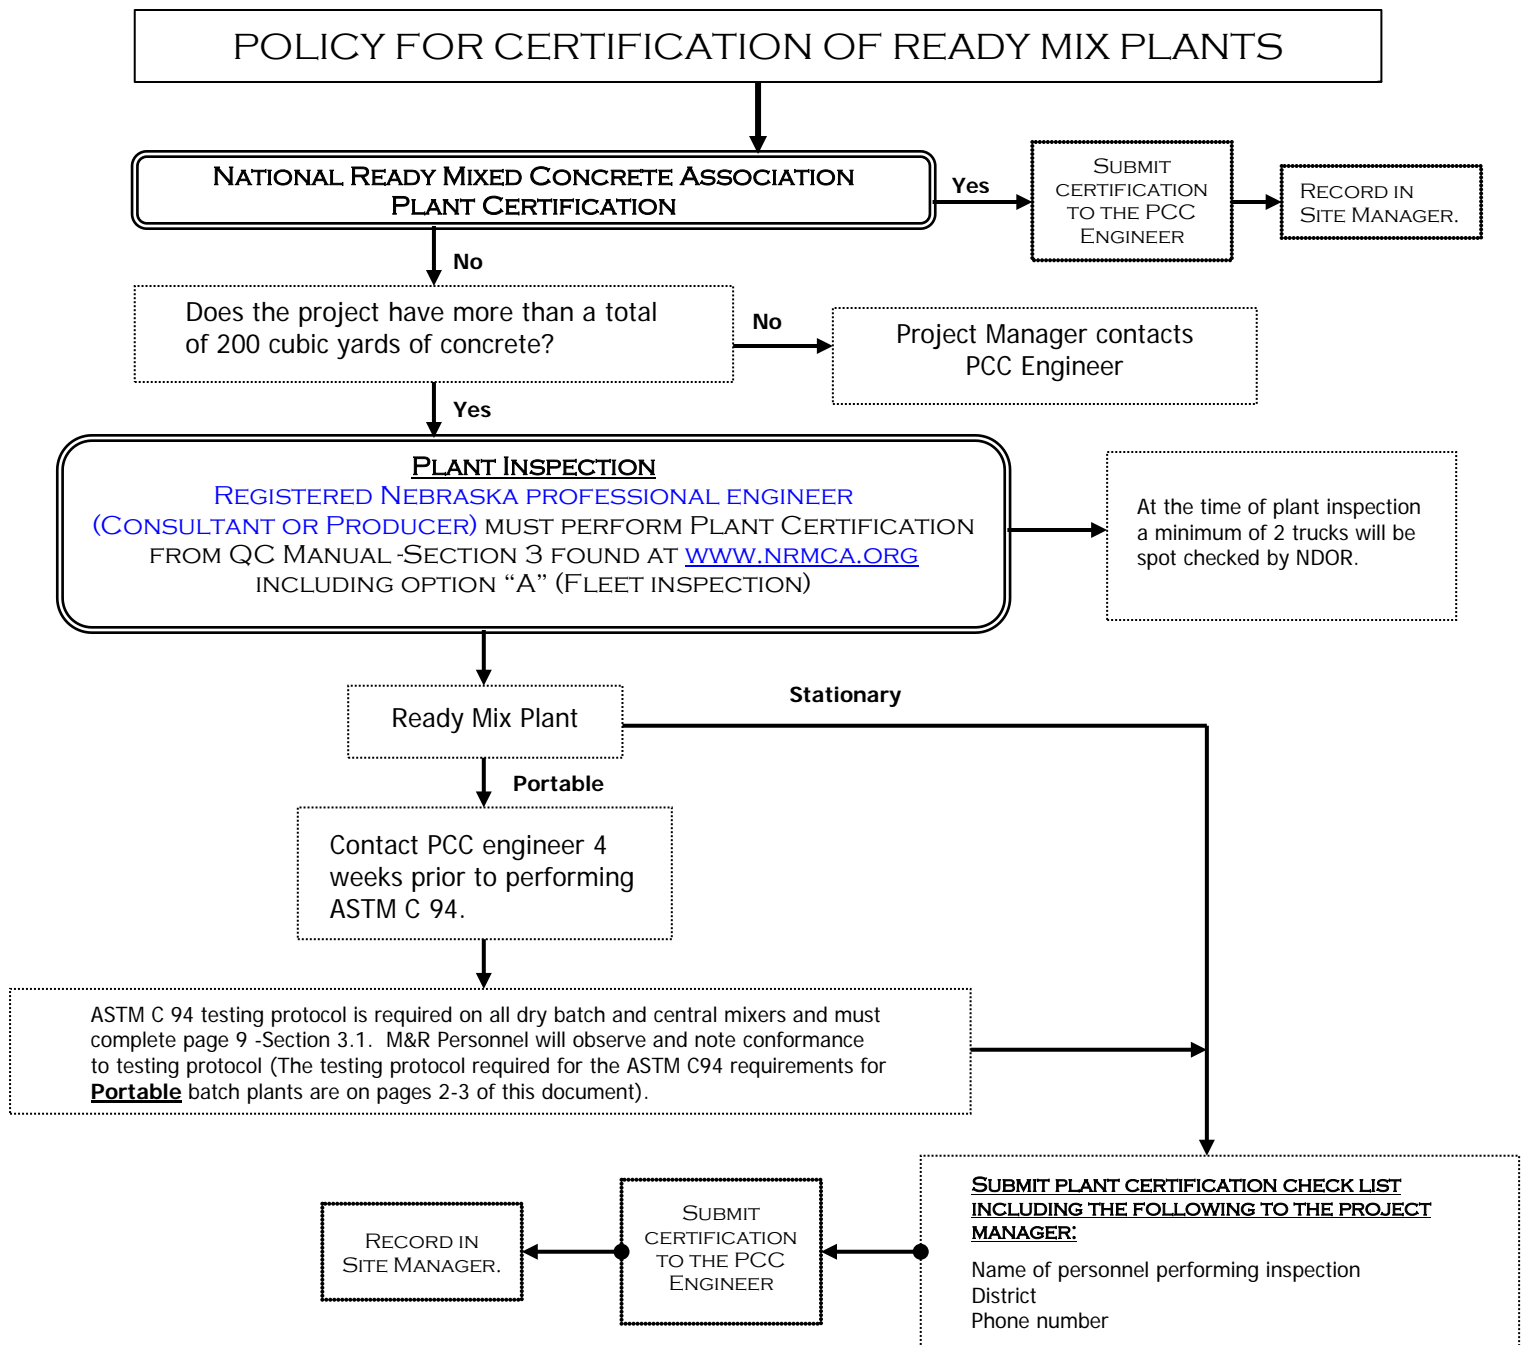 POLICY FOR CERTIFICATION OF READY MIX PLANTS
NATIONAL READY MIXED CONCRETE ASSOCIATION
PLANT CERTIFICATION
Yes
SUBMIT
CERTIFICATION
TO THE PCC
ENGINEER
RECORD IN
SITE MANAGER.
No
Does the project have more than a total
of 200 cubic yards of concrete?
No
Project Manager contacts
PCC Engineer
Yes
PLANT INSPECTION
REGISTERED NEBRASKA PROFESSIONAL ENGINEER
(CONSULTANT OR PRODUCER) MUST PERFORM PLANT CERTIFICATION
FROM QC MANUAL -SECTION 3 FOUND AT WWW.NRMCA.ORG
INCLUDING OPTION “A” (FLEET INSPECTION)
At the time of plant inspection
a minimum of 2 trucks will be
spot checked by NDOR.
Ready Mix Plant
Stationary
Portable
Contact PCC engineer 4
weeks prior to performing
ASTM C 94.
ASTM C 94 testing protocol is required on all dry batch and central mixers and must
complete page 9 -Section 3.1.  M&R Personnel will observe and note conformance
to testing protocol (The testing protocol required for the ASTM C94 requirements for
Portable batch plants are on pages 2-3 of this document).
SUBMIT PLANT CERTIFICATION CHECK LIST
INCLUDING THE FOLLOWING TO THE PROJECT
MANAGER:
Name of personnel performing inspection
District
Phone number
SUBMIT
CERTIFICATION
TO THE PCC
ENGINEER
RECORD IN
SITE MANAGER.